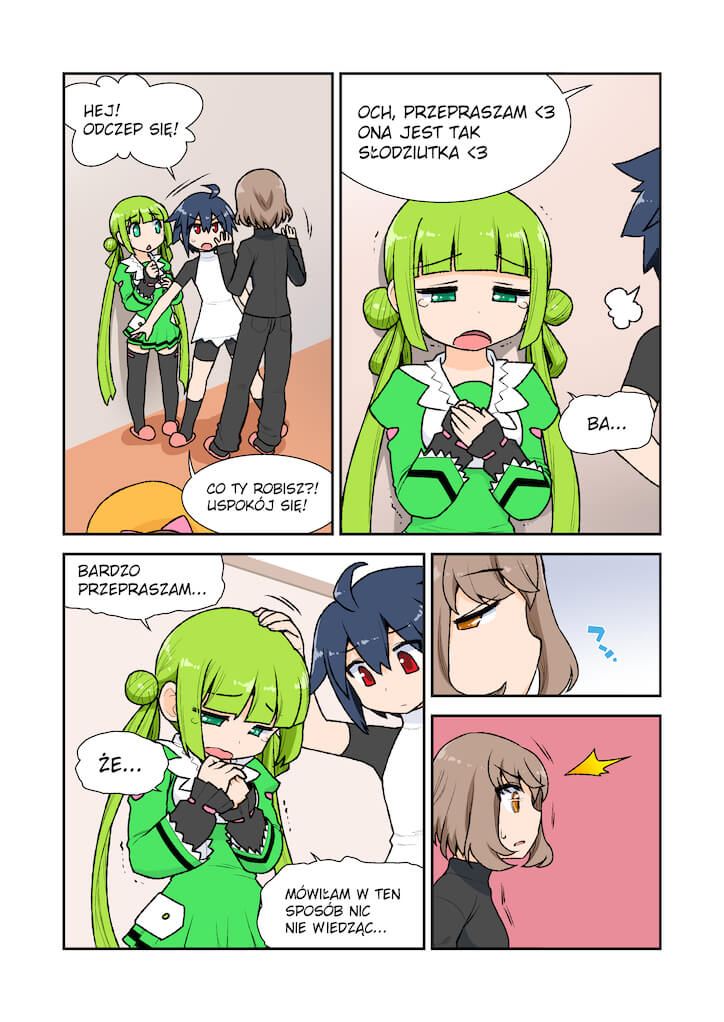 HEJ!
ODCZEP SIĘ!
CO TY ROBISZ?!
USPOKÓJ SIĘ!
OCH, PRZEPRASZAM <3
ONA JEST TAK
SŁODZIUTKA <3
BA...
BARDZO
PRZEPRASZAM...
ŻE...
MÓWIŁAM W TEN
SPOSÓB NIC
NIE WIEDZĄC...